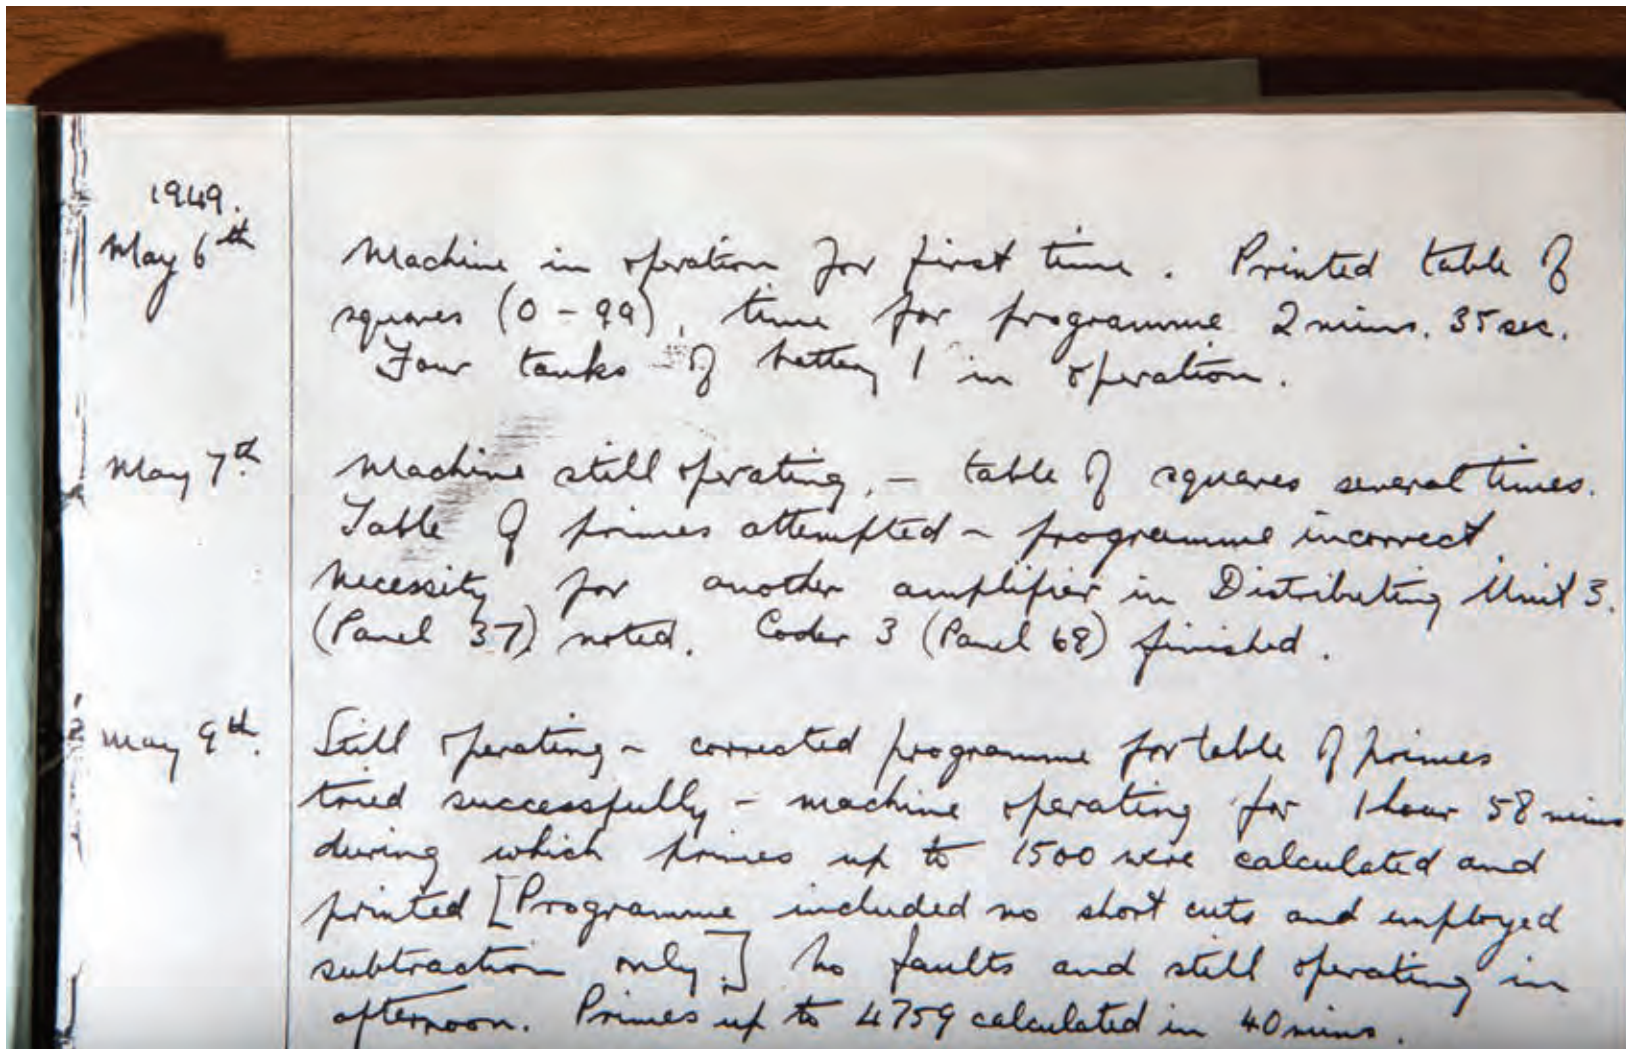 1949.
May 6th Machine in operation for first time. Printed table of
squares (0 - 99), time for programme 2 mins. 35 sec.
Four tanks of battery 1 in operation.
May 7th. Machine still operating, - table of squares several times.
Table of primes attempted - programme incorrect.
Necessity for another amplifier in Distributing Unit 3.
(Panel 37) noted. Coder 3 (Panel 68) finished.
May 9th. Still operating - corrected programme for table of primes
tried successfully - machine operating for 1 hour 58 mins
during which primes up to 1500 were calculated and
printed [Programme included no short cuts and employed
subtraction only.] No faults and still operating in
afternoon. Primes up to 4759 calculated in 40 mins.